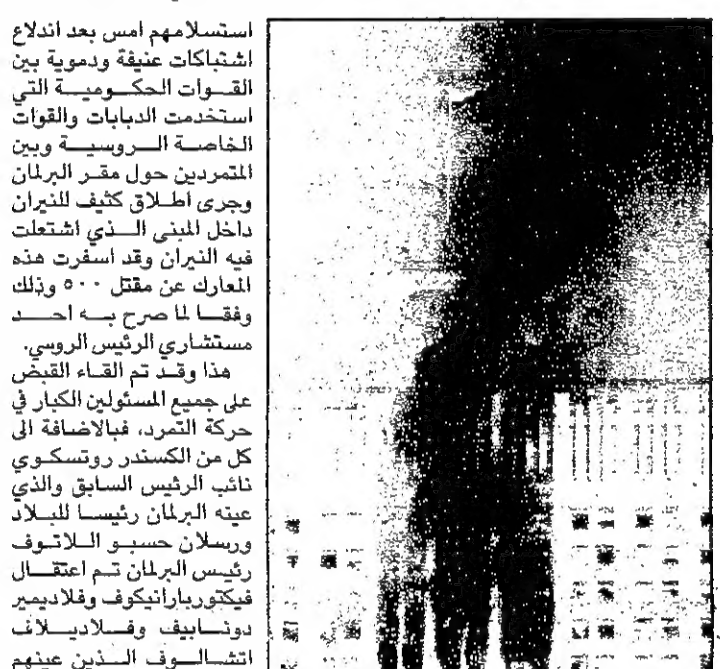 استسلامهم امس بعد اندلاع
اشتباكات عنيفة ودموية بين
القوات الحكومية التي
استخدمت الدبابات والقوات
الخاصة الروسية وبين
المتمردين حول مقر البرلمان
وجرى اطلاق كثيف للنيران
داخل المبنى الذي اشتعلت
فيه النيران وقد اسفرت هذه
المعارك عن مقتل ٥٠٠ وذلك
وفقا لما صرح به احد
مستشاري الرئيس الروسي.
هذا وقد تم القاء القبض
على جميع المسئولين الكبار في
حركة التمرد، فبالاضافة الى
كل من الكسندر روتسكوي
نائب الرئيس السابق والذي
عينه البرلمان رئيسا للبلاد
ورسلان حسبو اللاتوف
رئيس البرلمان تم اعتقال
فيكتوربارانيكوف وفلاديمير
دونابيف وفلاديلاف
اتشالوف الذين عينهم